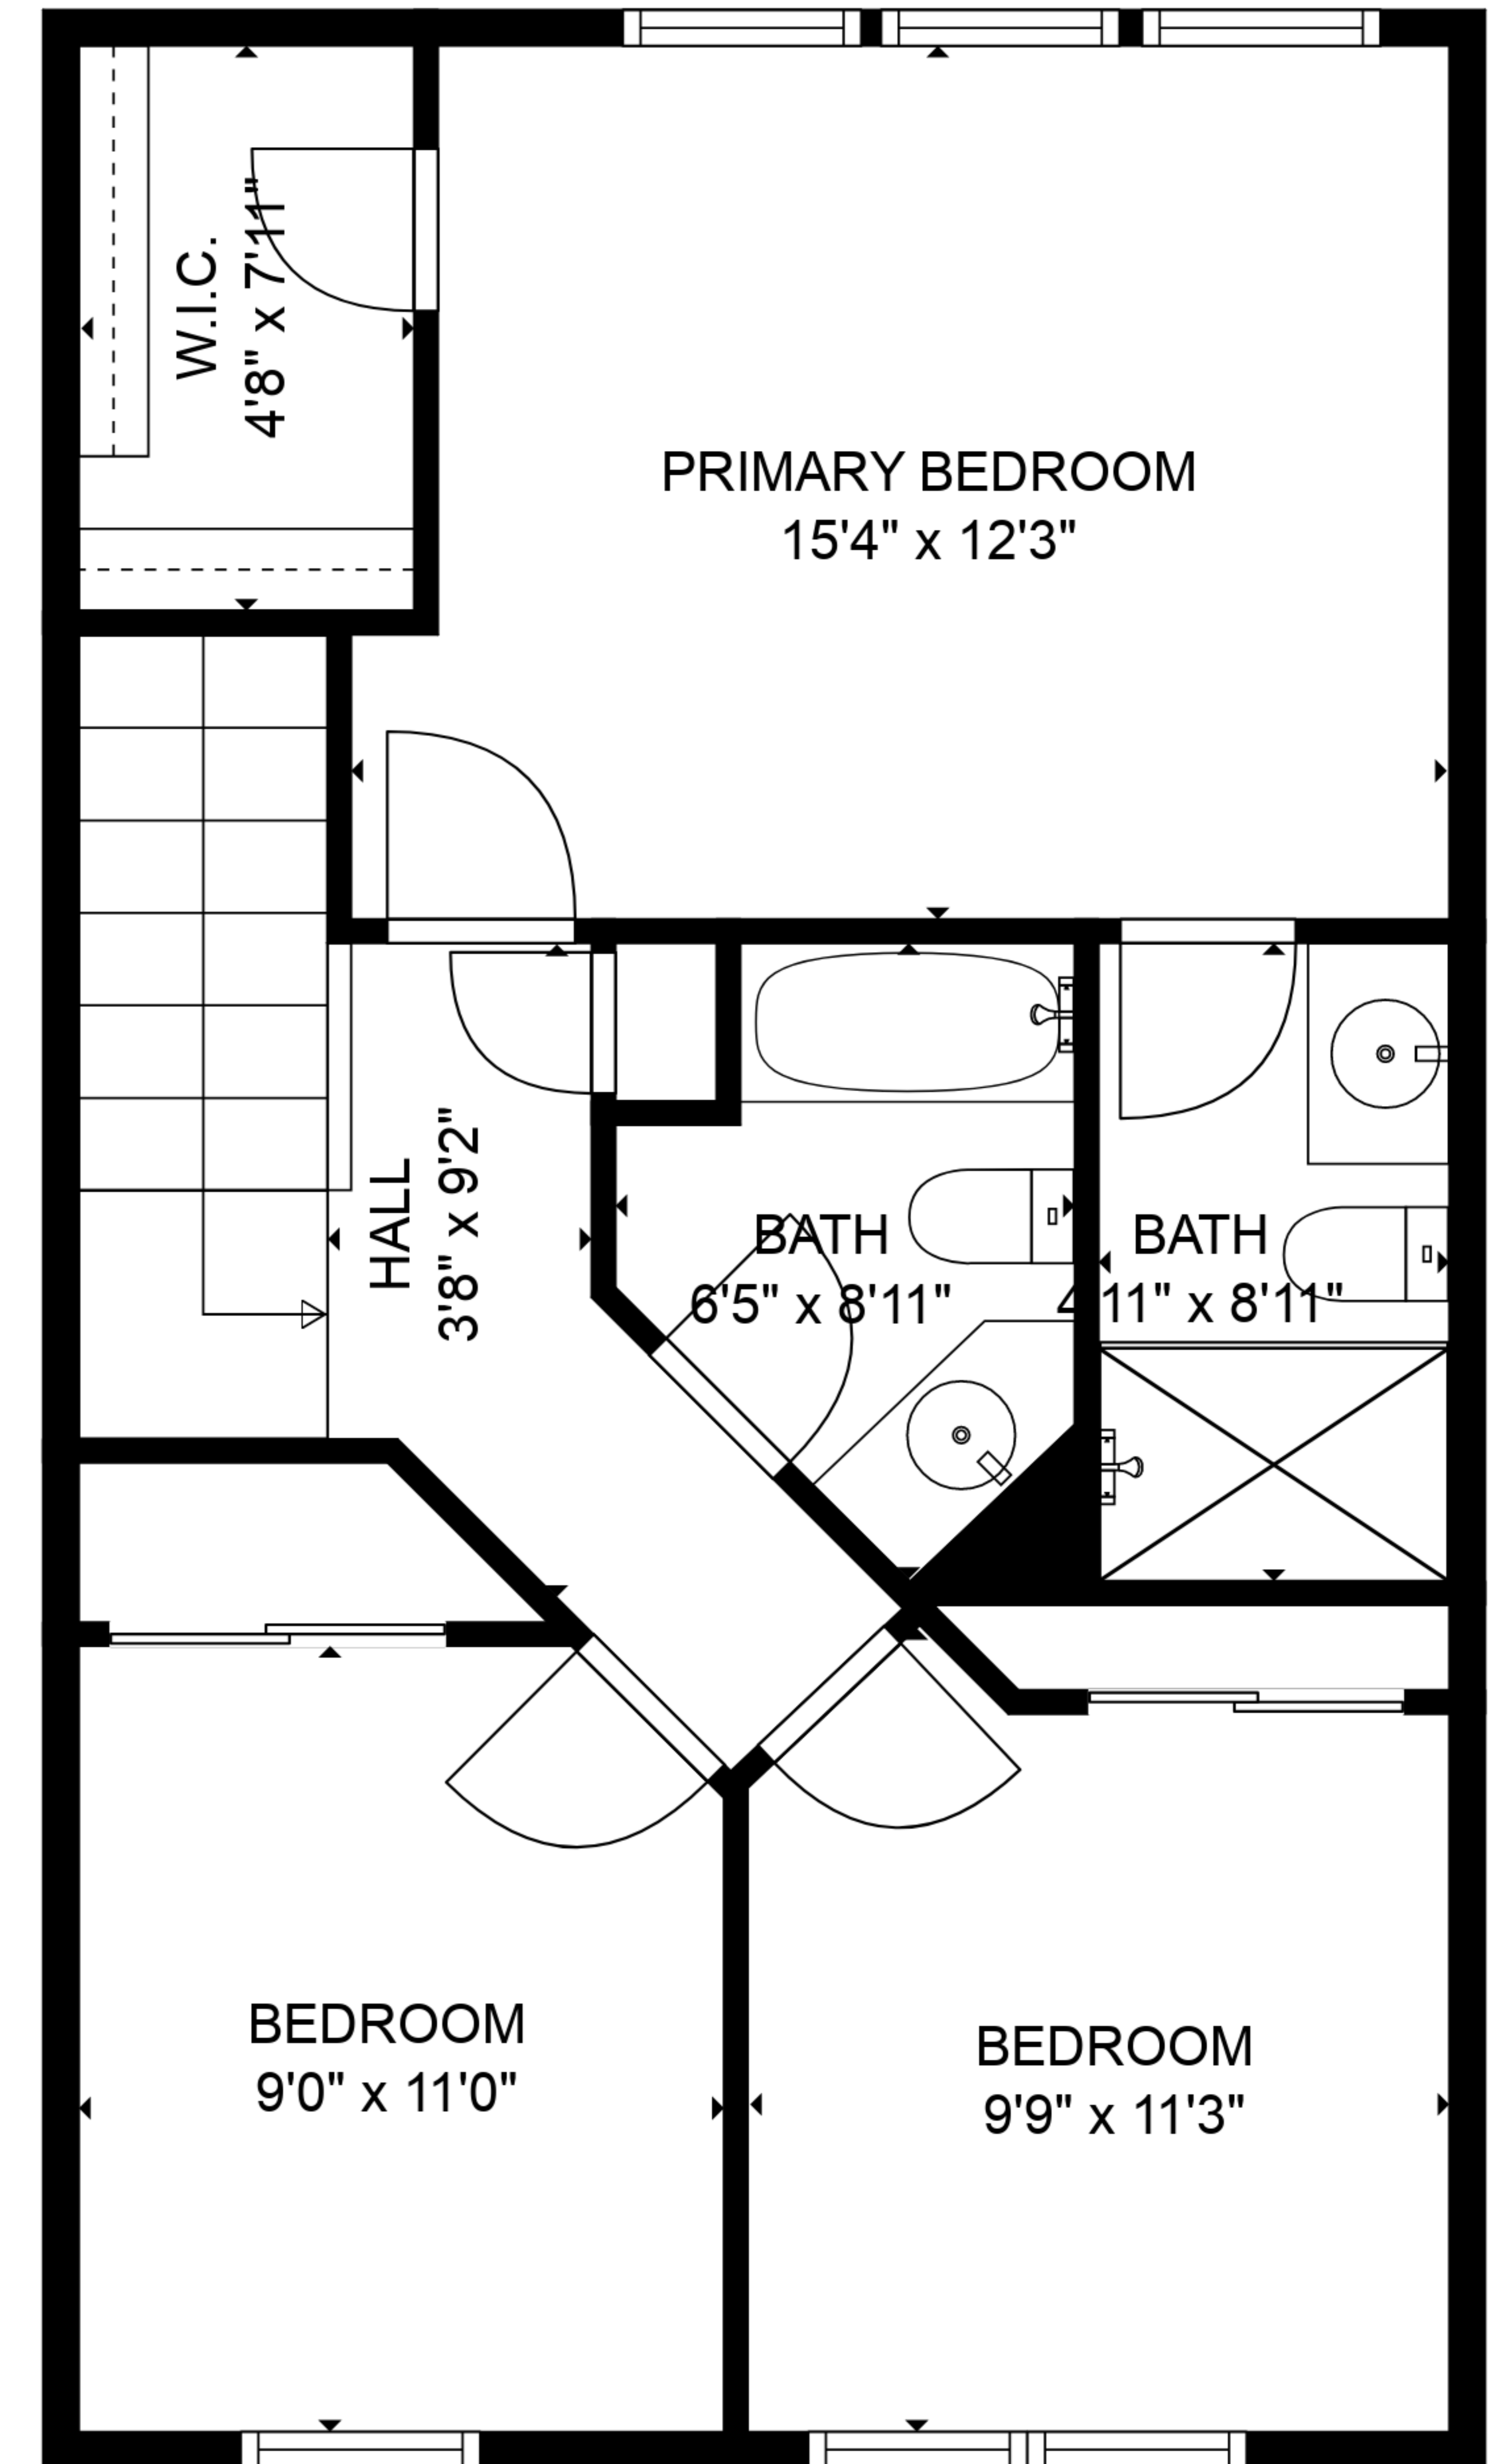 W.I.C.
4'8" x 7'11"
PRIMARY BEDROOM
15'4" x 12'3"
HALL
3'8" x 9'2"
BATH
6'5" x 8'11"
BATH
4'11" x 8'11"
BEDROOM
9'0" x 11'0"
BEDROOM
9'9" x 11'3"